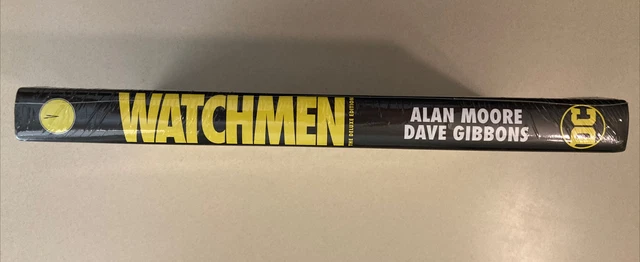 WATCHMEN
THE DELUXE EDITION
ALAN MOORE
DAVE GIBBONS
DC